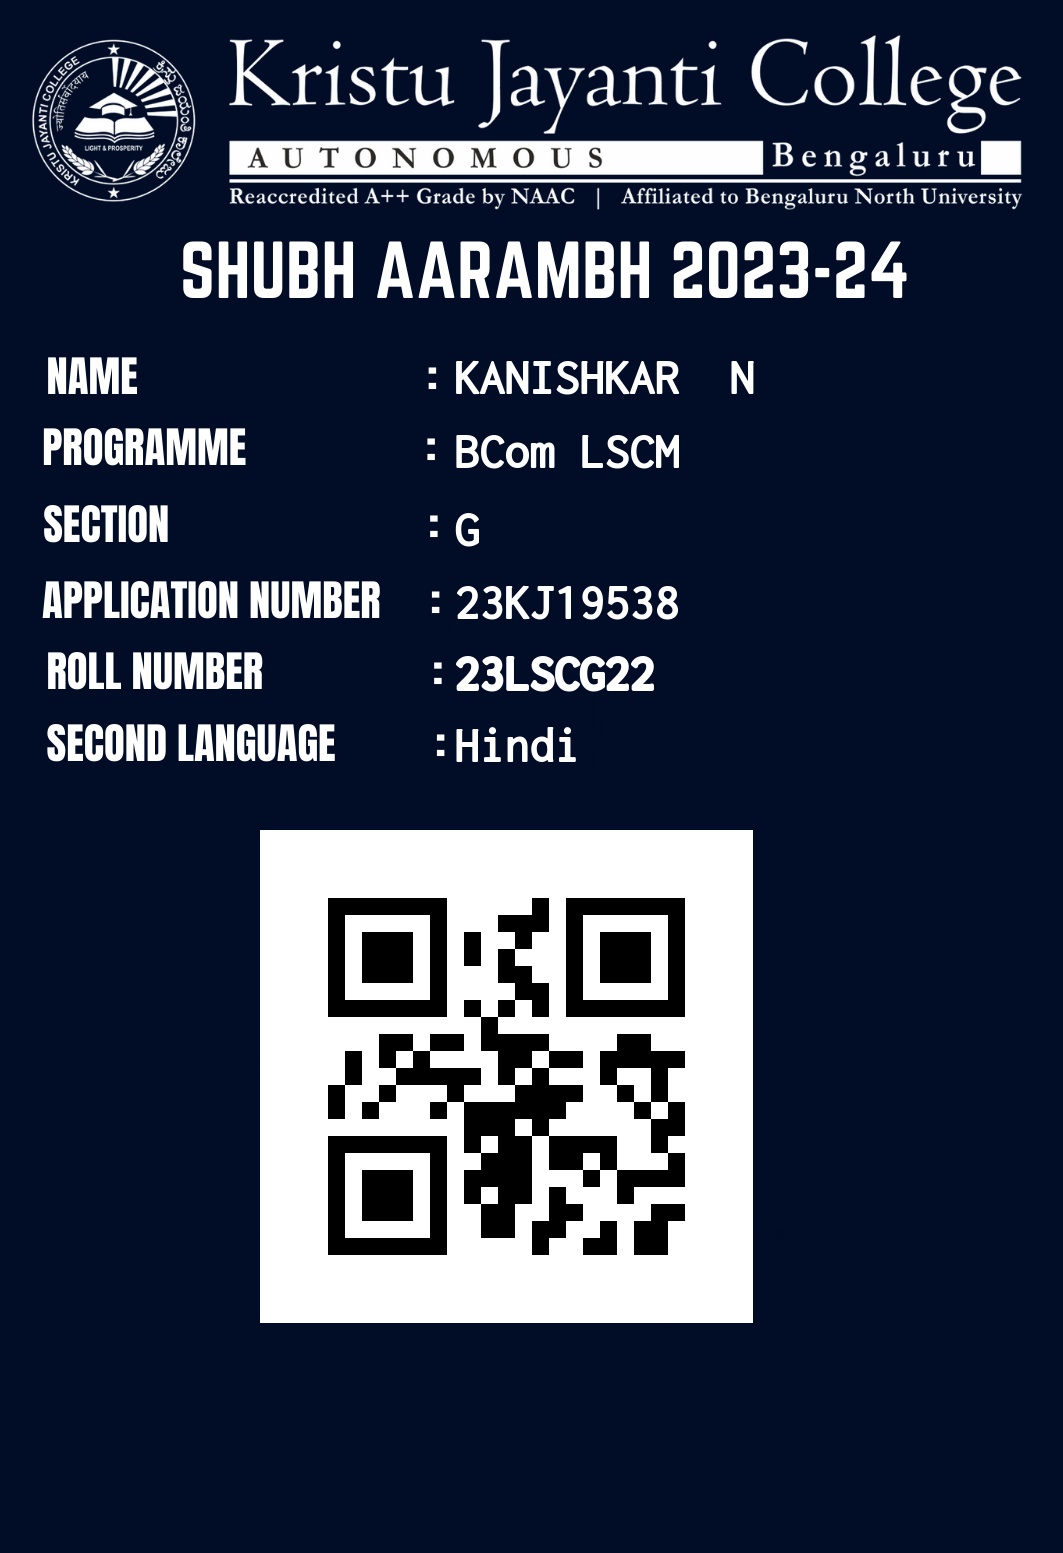 Kristu Jayanti College
AUTONOMOUS Bengaluru
Reaccredited A++ Grade by NAAC | Affiliated to Bengaluru North University
KRISTU JAYANTI COLLEGE
LIGHT & PROSPERITY
SHUBH AARAMBH 2023-24
NAME : KANISHKAR N
PROGRAMME : BCom LSCM
SECTION : G
APPLICATION NUMBER : 23KJ19538
ROLL NUMBER : 23LSCG22
SECOND LANGUAGE : Hindi